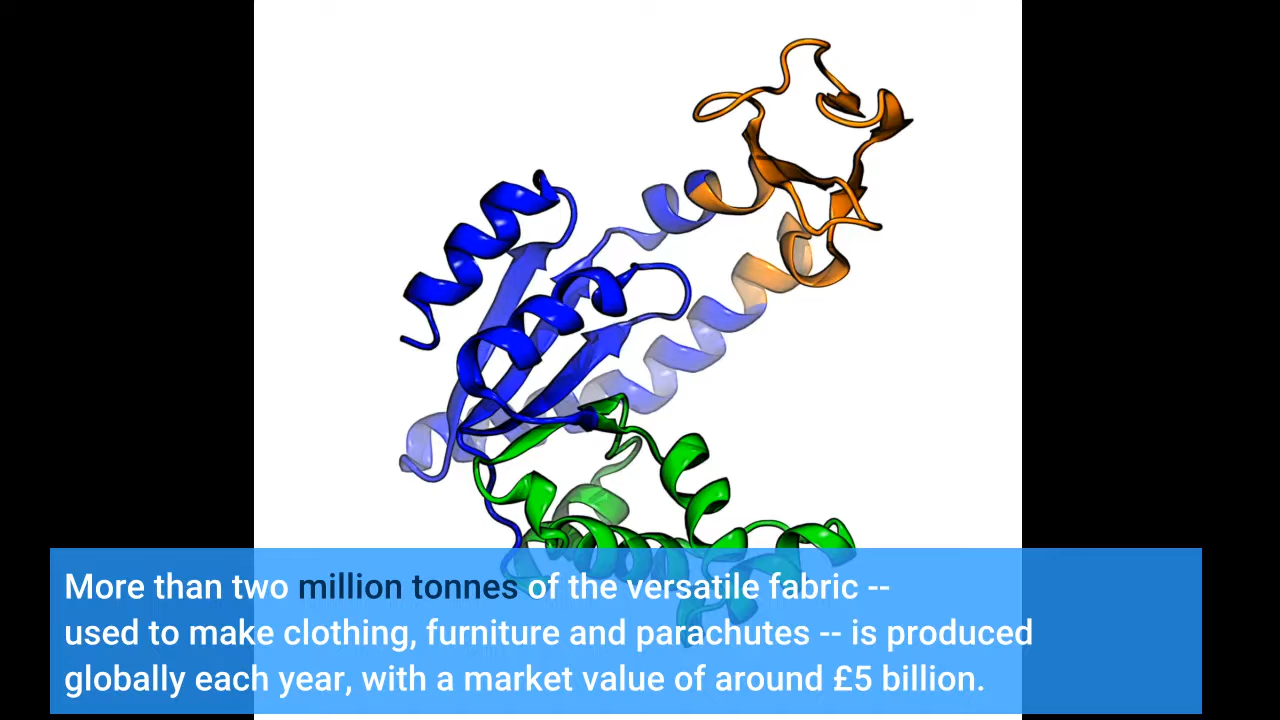 More than two million tonnes of the versatile fabric --
used to make clothing, furniture and parachutes -- is produced
globally each year, with a market value of around £5 billion.